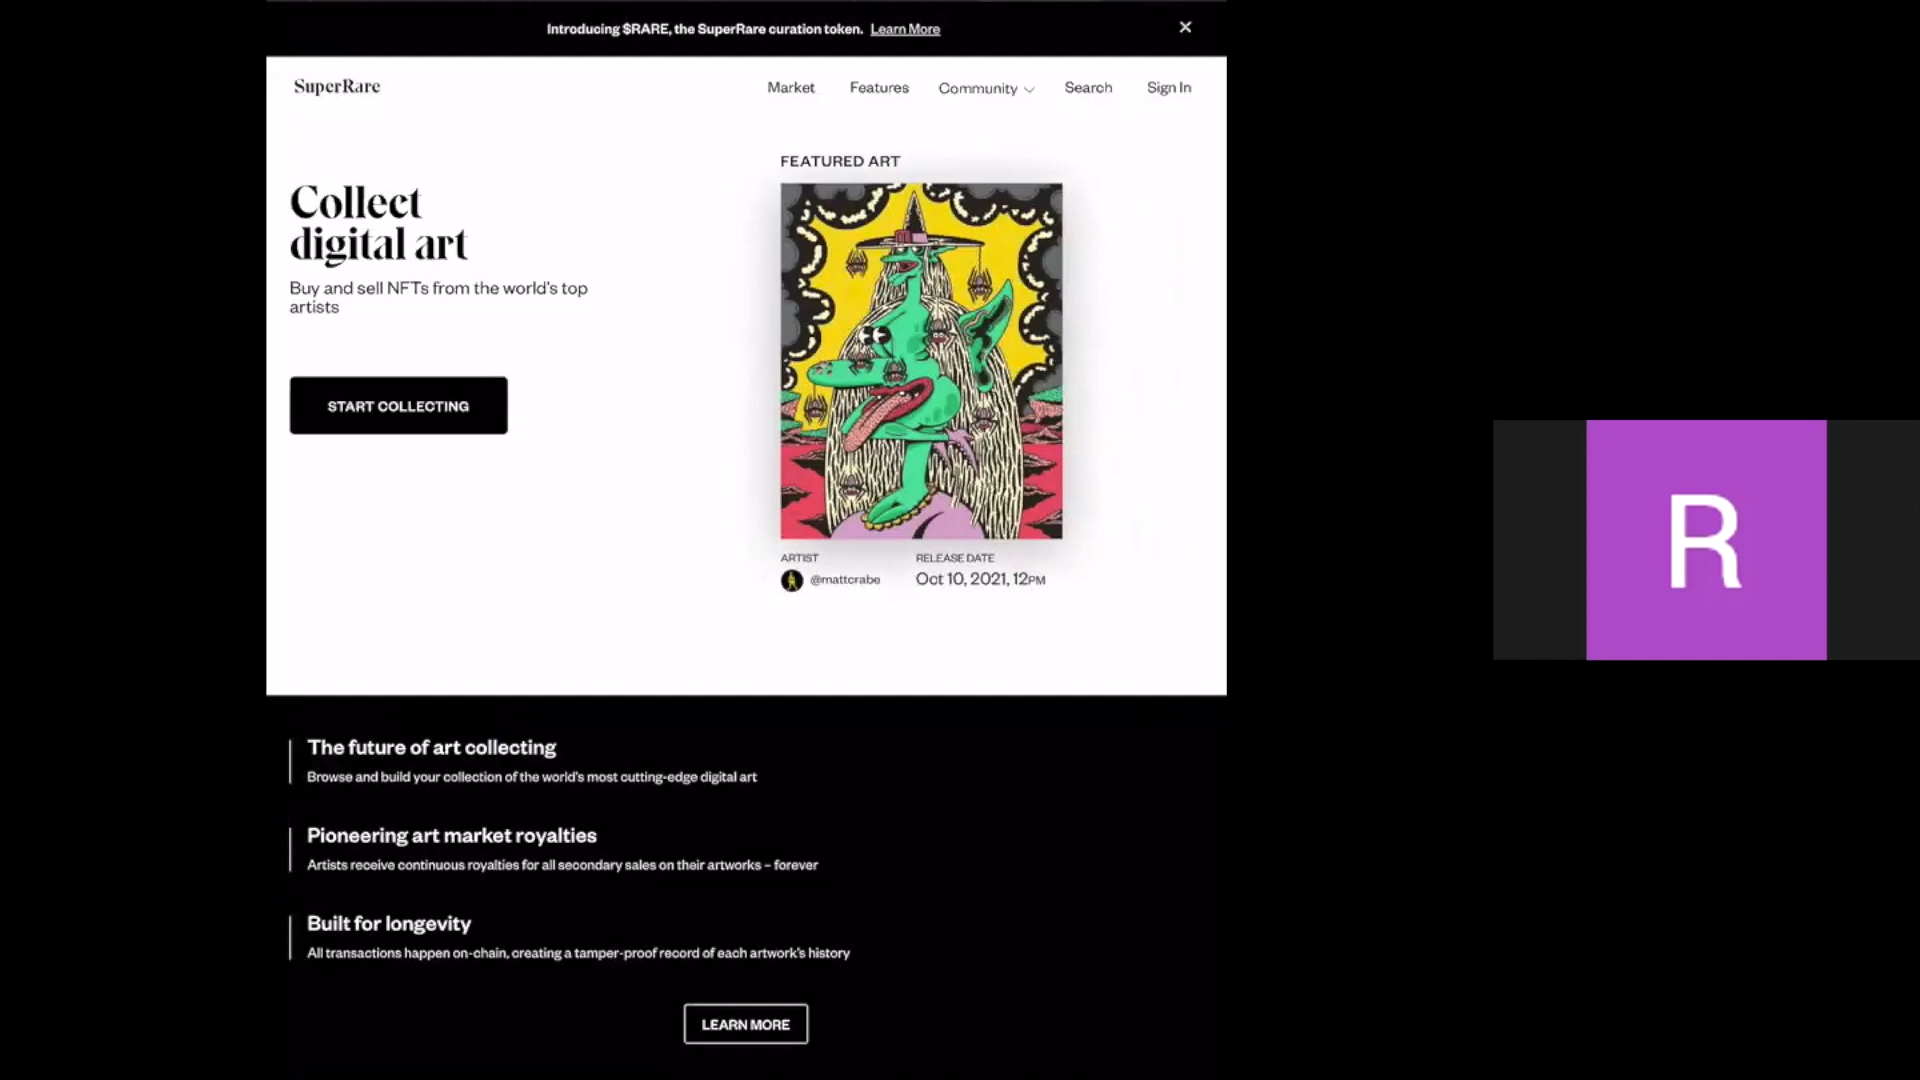 Introducing $RARE, the SuperRare curation token. Learn More
SuperRare
Market
Features
Community
Search
Sign In
Collect
digital art
Buy and sell NFTs from the world's top
artists
START COLLECTING
FEATURED ART
ARTIST
@mattcrabe
RELEASE DATE
Oct 10, 2021, 12PM
R
The future of art collecting
Browse and build your collection of the world's most cutting-edge digital art
Pioneering art market royalties
Artists receive continuous royalties for all secondary sales on their artworks – forever
Built for longevity
All transactions happen on-chain, creating a tamper-proof record of each artwork's history
LEARN MORE